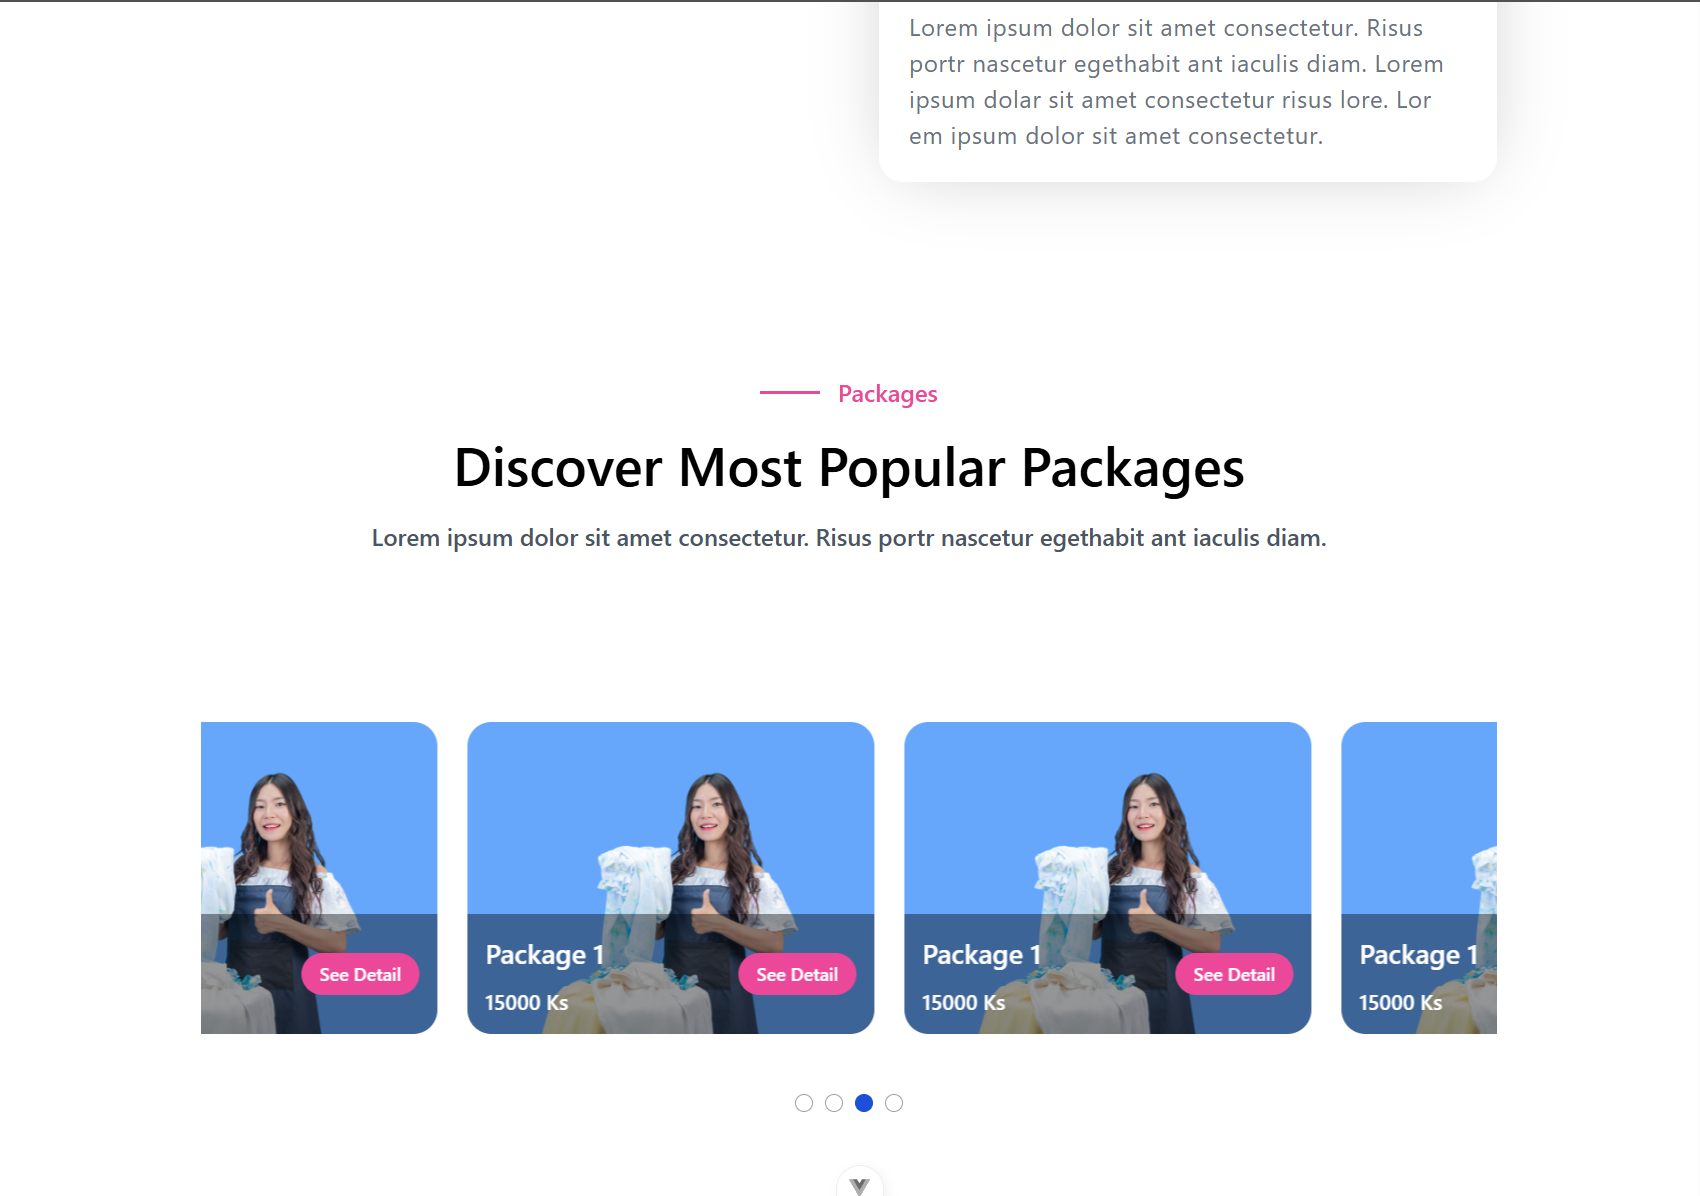 Lorem ipsum dolor sit amet consectetur. Risus
portr nascetur egethabit ant iaculis diam. Lorem
ipsum dolar sit amet consectetur risus lore. Lor
em ipsum dolor sit amet consectetur.
Packages
Discover Most Popular Packages
Lorem ipsum dolor sit amet consectetur. Risus portr nascetur egethabit ant iaculis diam.
See Detail
Package 1
See Detail
15000 Ks
Package 1
See Detail
15000 Ks
Package 1
15000 Ks